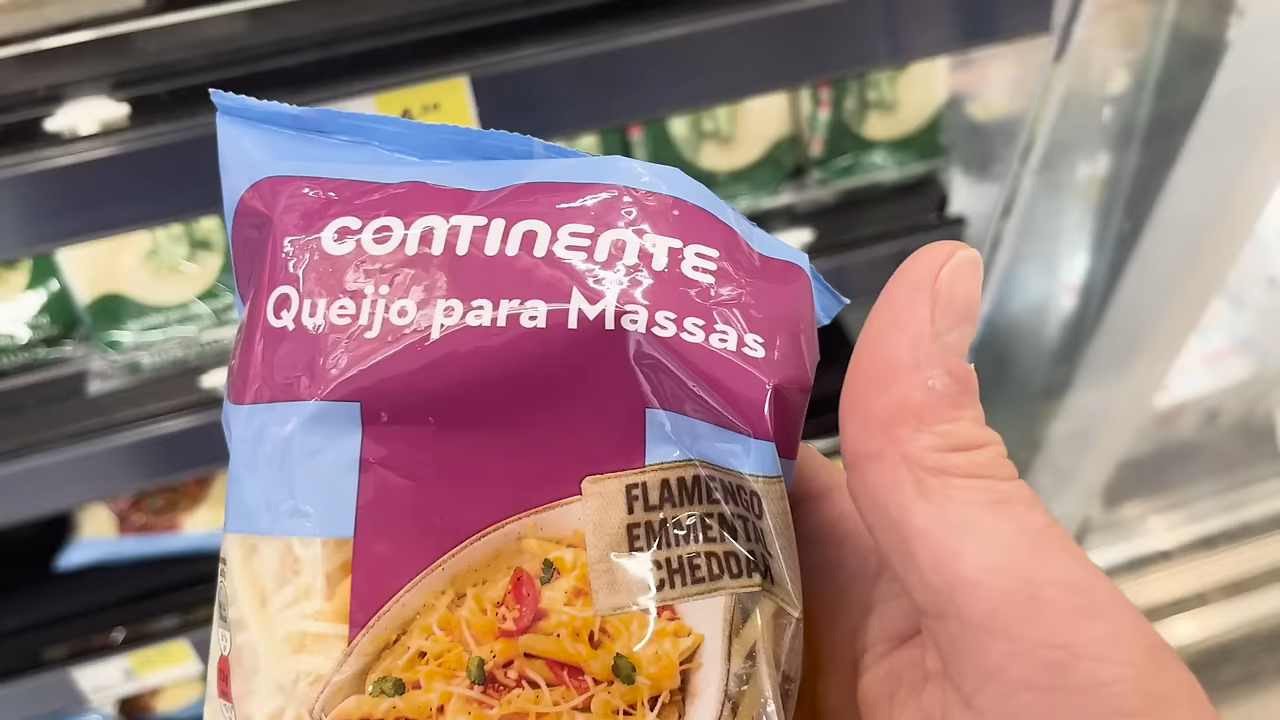 CONTINENTE
Queijo para Massas
FLAMENGO
EMMENTAL
CHEDDAR